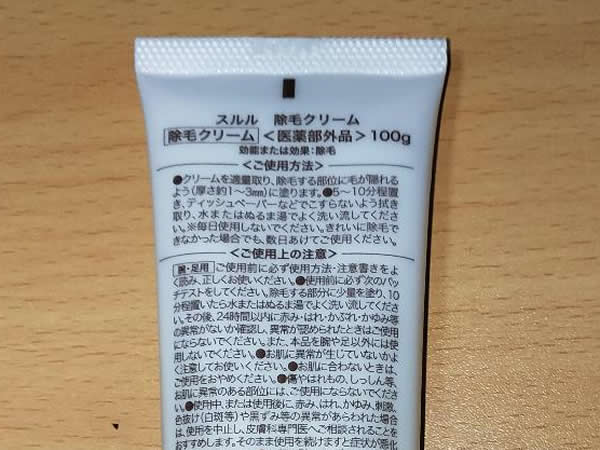 スルル　除毛クリーム
除毛クリーム ＜医薬部外品＞100g
効能または効果：除毛
＜ご使用方法＞
●クリームを適量取り、除毛する部位に毛が隠れる
よう(厚さ約1～3㎜)に塗ります。●5～10分程度置
き、ティッシュペーパーなどでこすらないよう拭き
取り、水またはぬるま湯でよく洗い流してくださ
い。※毎日使用しないでください。きれいに除毛で
きなかった場合でも、数日あけてご使用ください。
＜ご使用上の注意＞
腕・足用 ご使用前に必ず使用方法・注意書きをよ
く読み、正しくお使いください。●使用前に必ず次のパッ
チテストをしてください。除毛する部分に少量を塗り、10
分程度置いたら水またはぬるま湯でよく洗い流してくだ
さい。その後、24時間以内に赤み・はれ・かぶれ・かゆみ等
の異常がないか確認し、異常が認められたときはご使用
にならないでください。また、本品を腕や足以外には使
用しないでください。●お肌に異常が生じていないかよ
く注意してお使いください。●お肌に合わないときは、
ご使用をおやめください。●傷やはれもの、しっしん等、
お肌に異常のある部位には、ご使用にならないでくださ
い。●使用中、または使用後に、赤み、はれ、かゆみ、刺激、
色抜け(白斑等)や黒ずみ等の異常があらわれた場合
は、使用を中止し、皮膚科専門医へご相談されることを
おすすめします。そのまま使用を続けますと症状が悪化